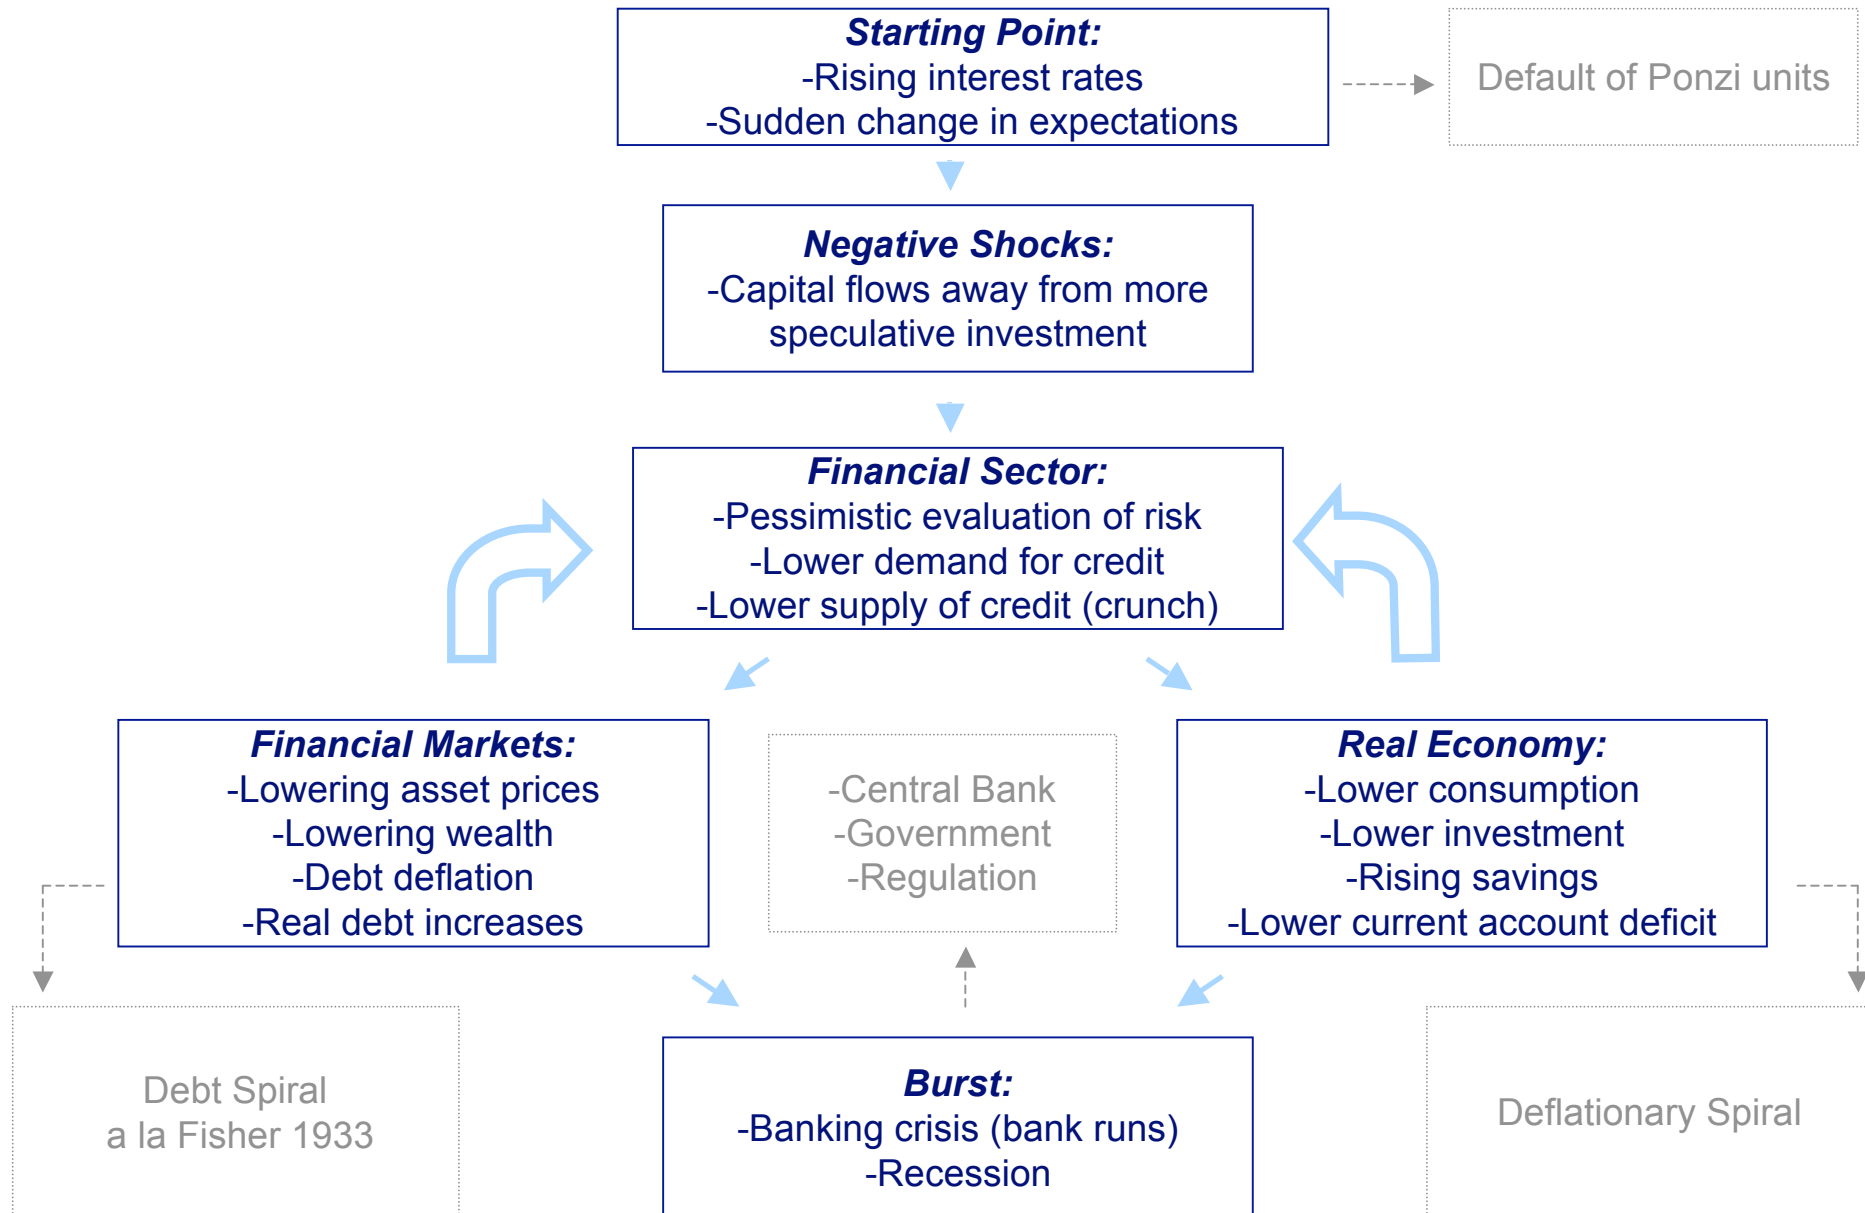 Starting Point:
-Rising interest rates
-Sudden change in expectations
Default of Ponzi units
Negative Shocks:
-Capital flows away from more
speculative investment
Financial Sector:
-Pessimistic evaluation of risk
-Lower demand for credit
-Lower supply of credit (crunch)
Financial Markets:
-Lowering asset prices
-Lowering wealth
-Debt deflation
-Real debt increases
-Central Bank
-Government
-Regulation
Real Economy:
-Lower consumption
-Lower investment
-Rising savings
-Lower current account deficit
Debt Spiral
a la Fisher 1933
Burst:
-Banking crisis (bank runs)
-Recession
Deflationary Spiral